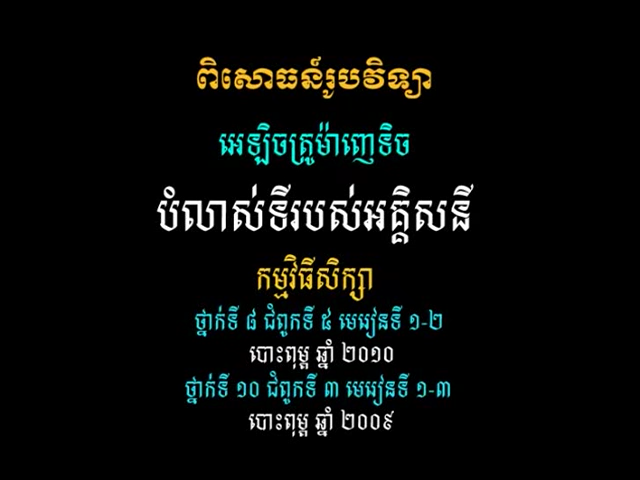 ពិសោធន៍រូបវិទ្យា
អេឡិចត្រូម៉ាញេទិច
បំលាស់ទីរបស់អគ្គិសនី
កម្មវិធីសិក្សា
ថ្នាក់ទី ៨ ជំពូកទី ៥ មេរៀនទី ១-២
បោះពុម្ព ឆ្នាំ ២០១០
ថ្នាក់ទី ១០ ជំពូកទី ៣ មេរៀនទី ១-៣
បោះពុម្ព ឆ្នាំ ២០០៩